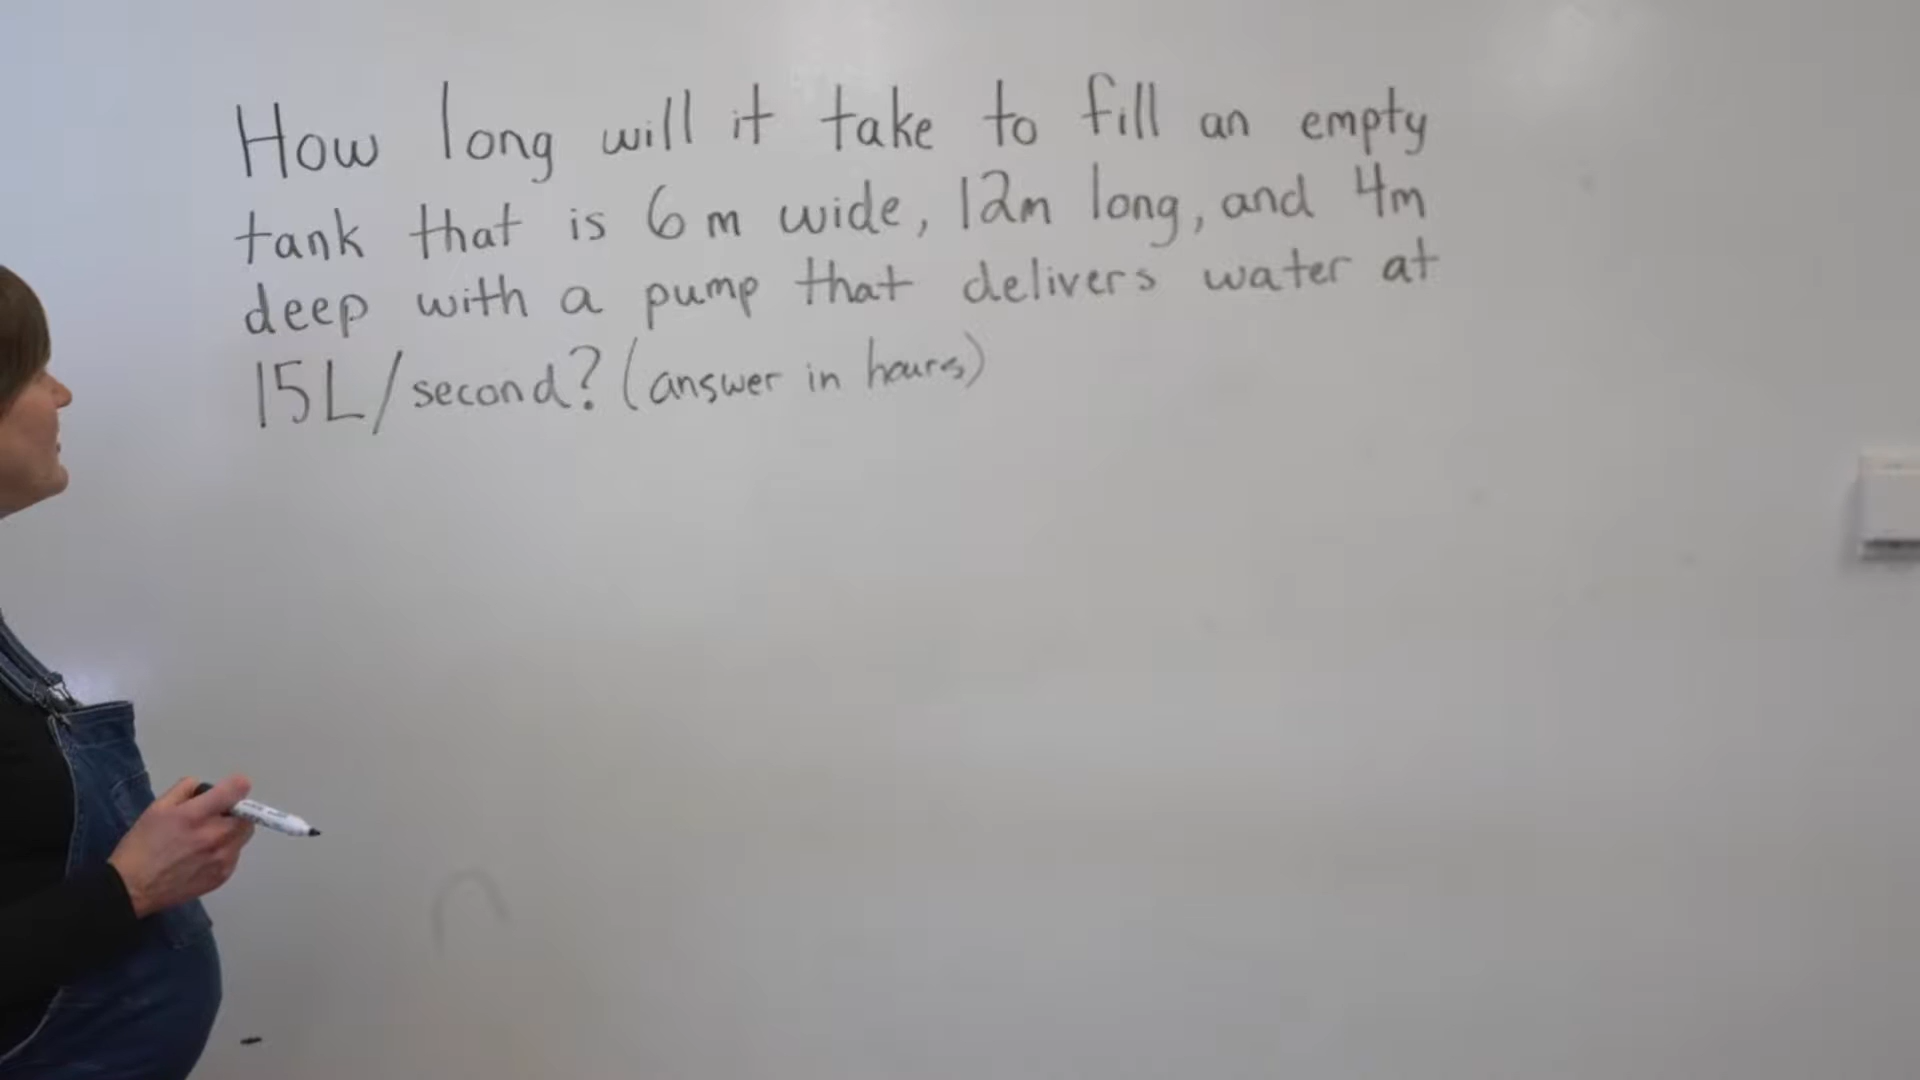 How long will it take to fill an empty
tank that is 6m wide, 12m long, and 4m
deep with a pump that delivers water at
15L/second? (answer in hours)